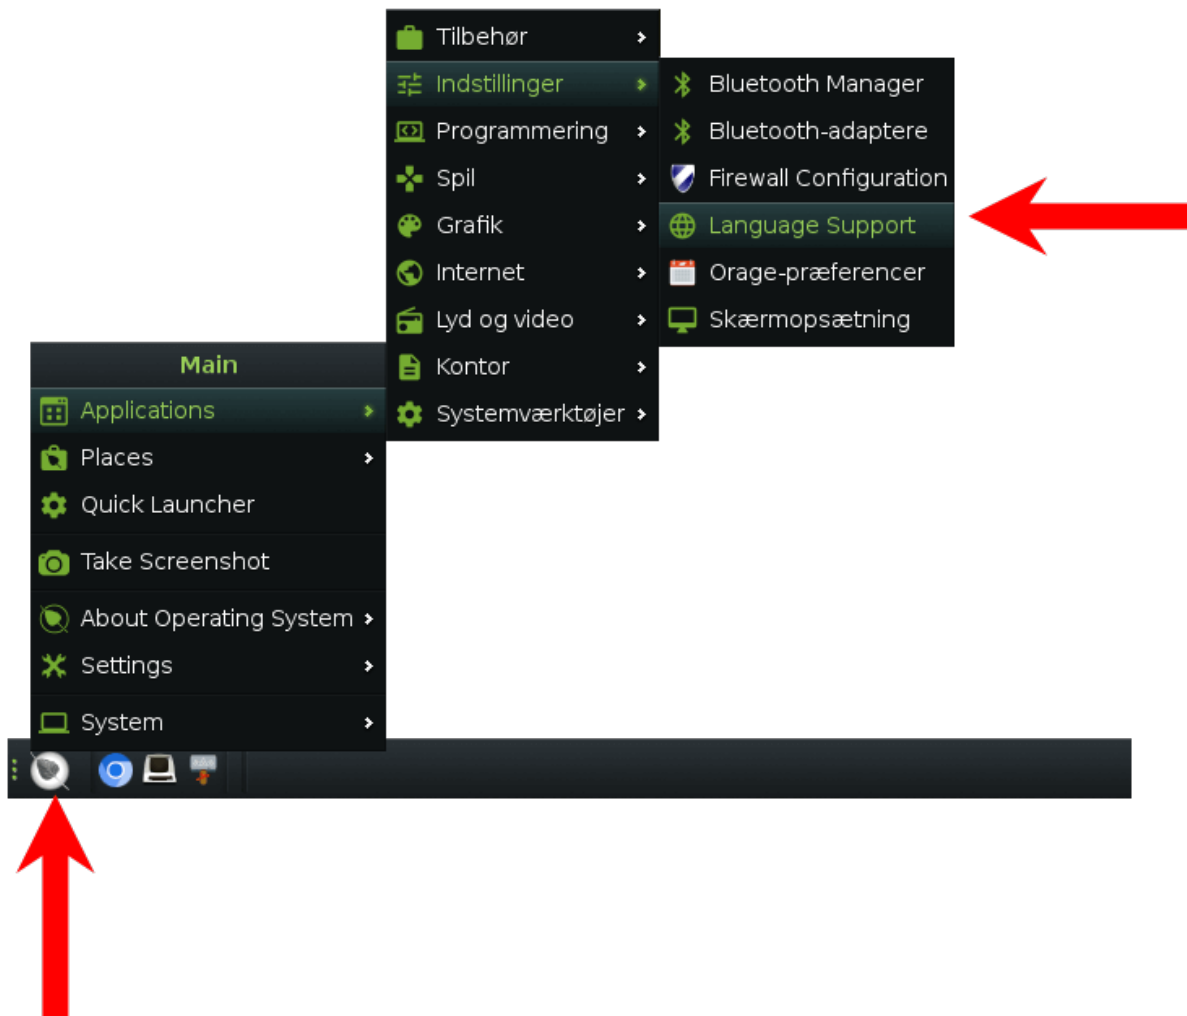 Tilbehør
Indstillinger
Programmering
Spil
Grafik
Internet
Lyd og video
Kontor
Systemværktøjer
Bluetooth Manager
Bluetooth-adaptere
Firewall Configuration
Language Support
Orage-præferencer
Skærmopsætning
Main
Applications
Places
Quick Launcher
Take Screenshot
About Operating System
Settings
System